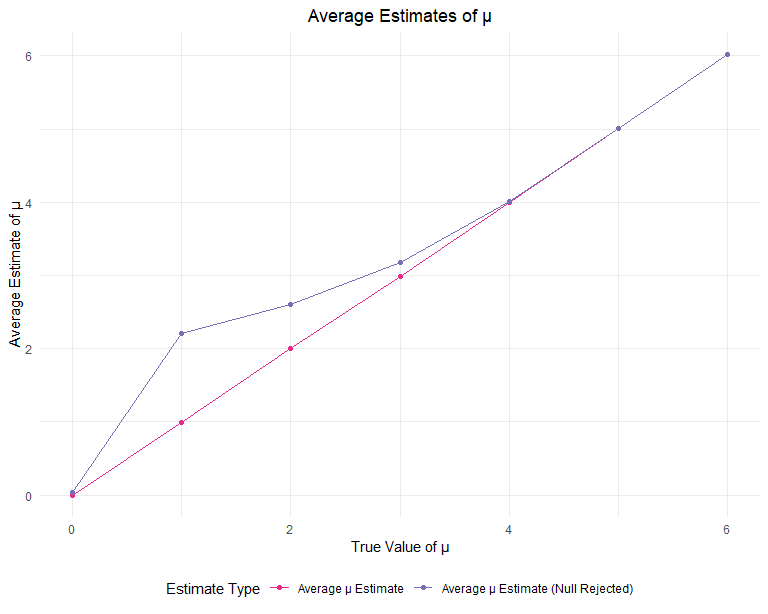 Average Estimates of μ
Average Estimate of μ
6
4
2
0
0 2 4 6
True Value of μ
Estimate Type Average μ Estimate Average μ Estimate (Null Rejected)